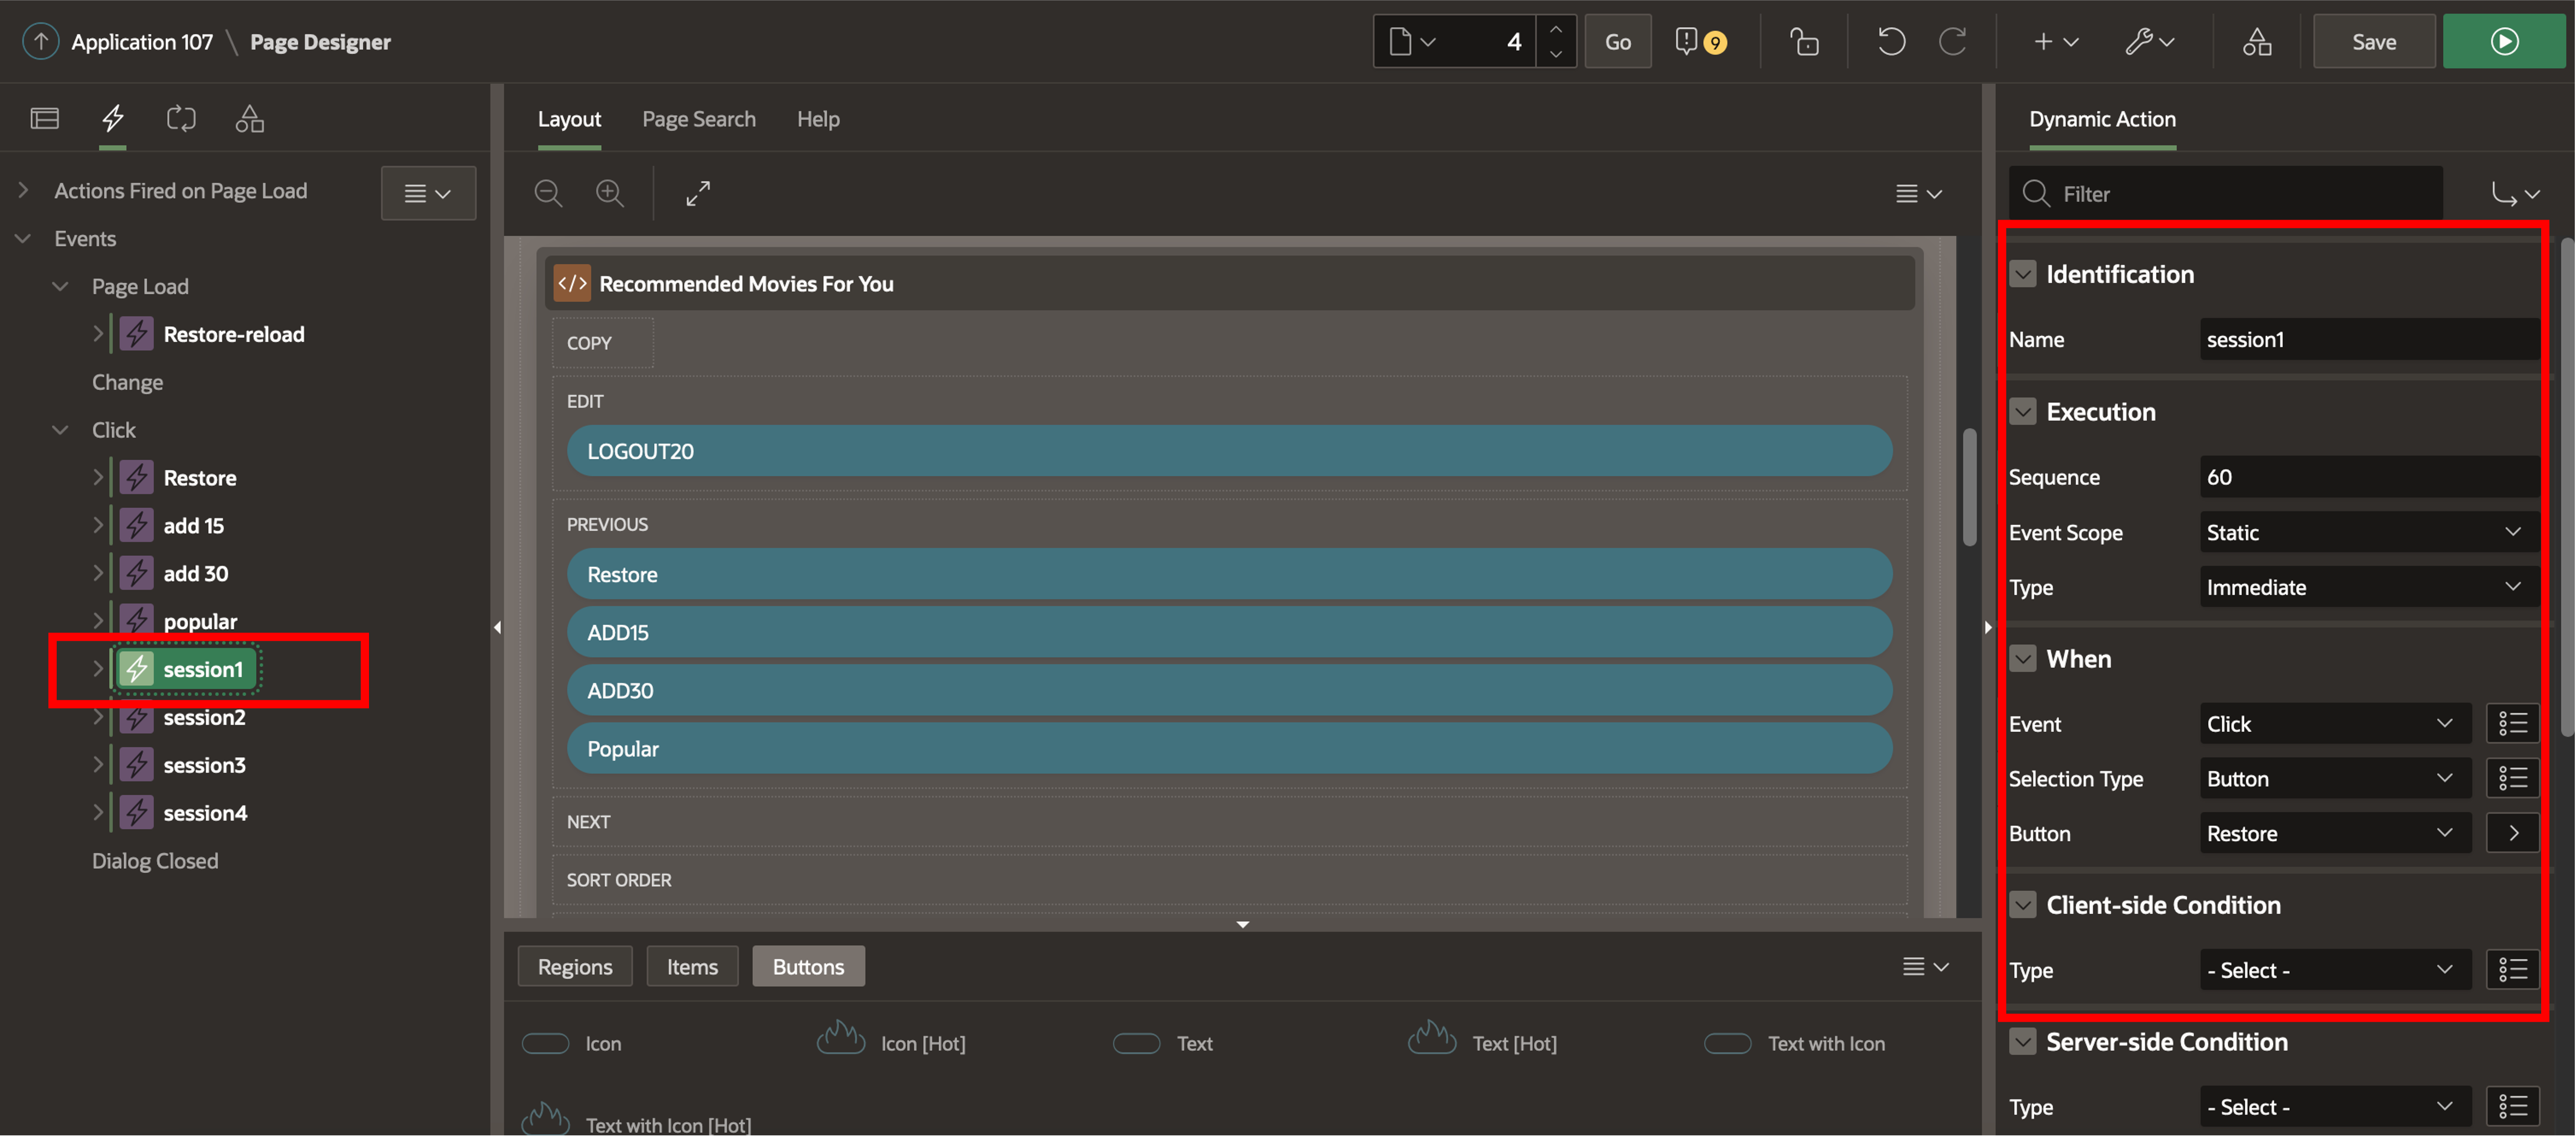 Application 107 \ Page Designer
4
Go
9
Save
Layout
Page Search
Help
Dynamic Action
Actions Fired on Page Load
Events
Page Load
Restore-reload
Change
Click
Restore
add 15
add 30
popular
session1
session2
session3
session4
Dialog Closed
Recommended Movies For You
COPY
EDIT
LOGOUT20
PREVIOUS
Restore
ADD15
ADD30
Popular
NEXT
SORT ORDER
Regions
Items
Buttons
Icon
Icon [Hot]
Text
Text [Hot]
Text with Icon
Text with Icon [Hot]
Filter
Identification
Name session1
Execution
Sequence 60
Event Scope Static
Type Immediate
When
Event Click
Selection Type Button
Button Restore
Client-side Condition
Type - Select -
Server-side Condition
Type - Select -